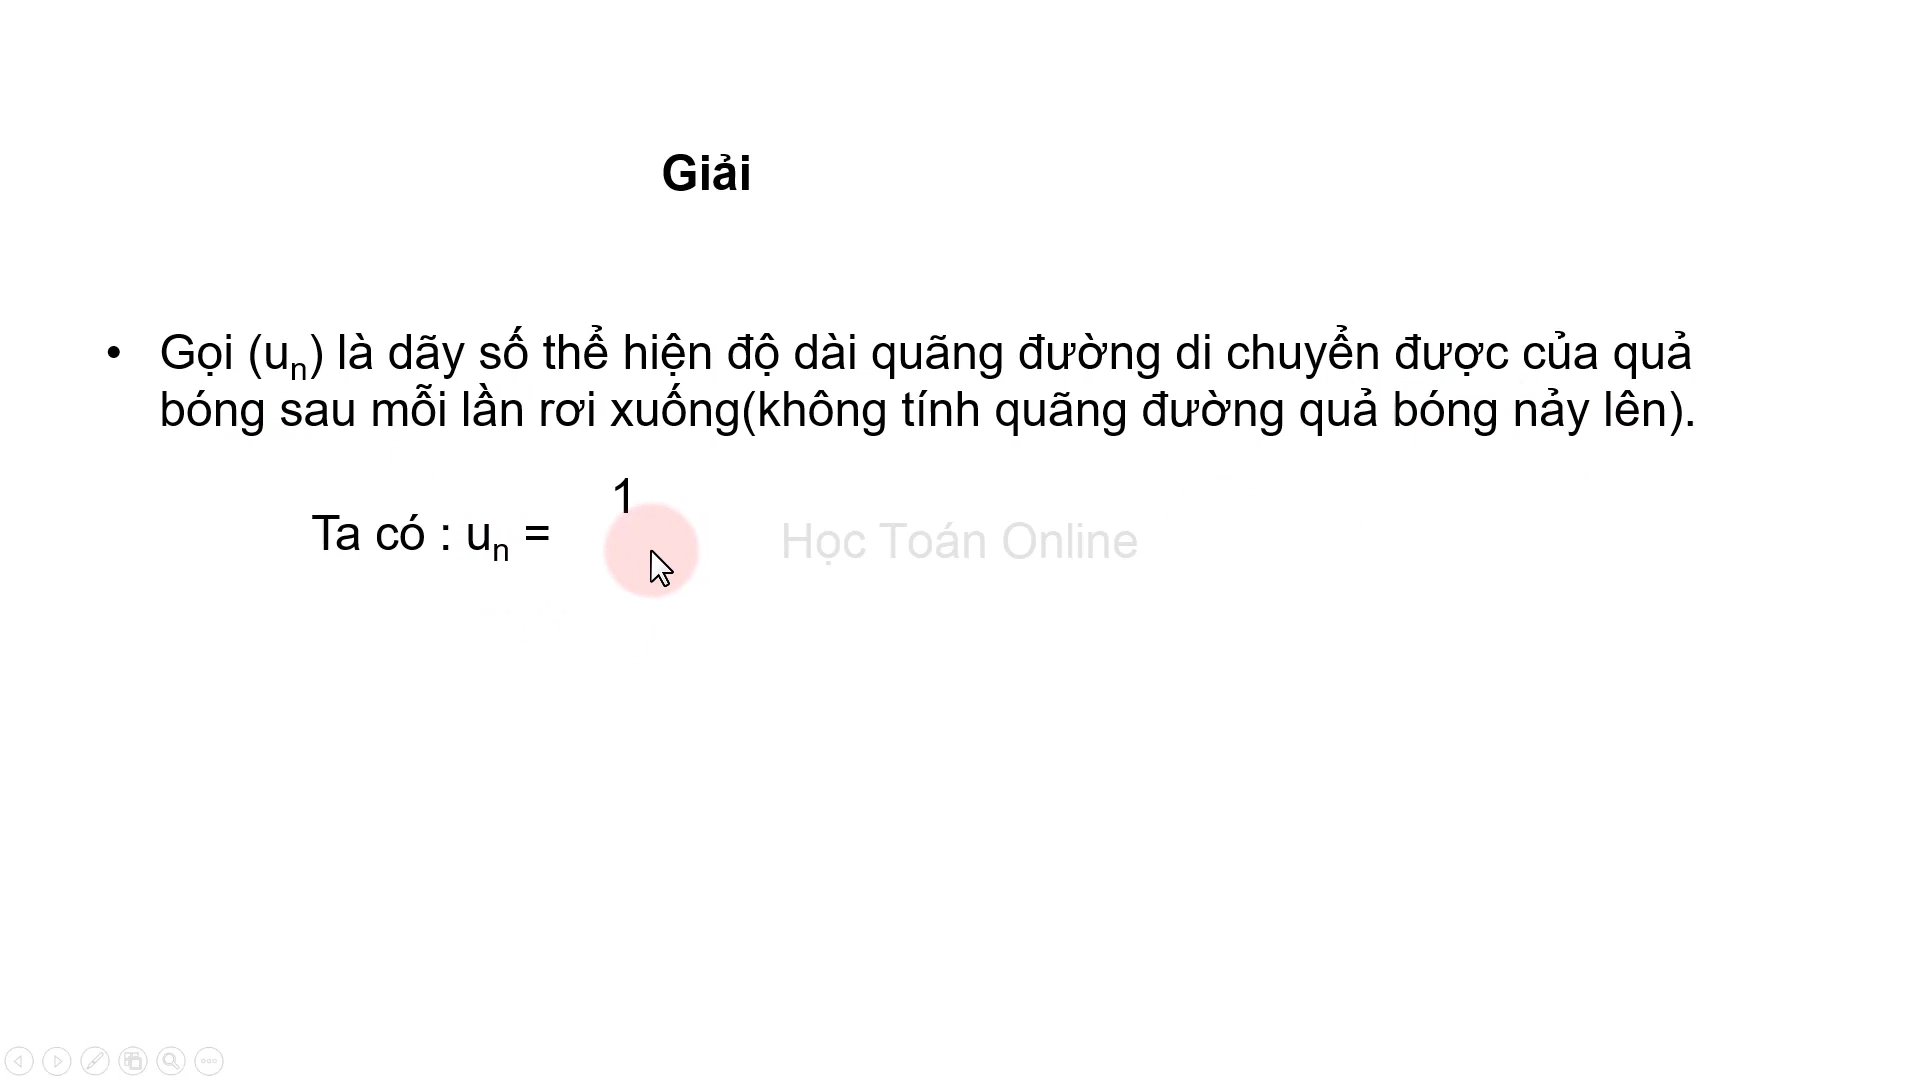 Giải
• Gọi (uₙ) là dãy số thể hiện độ dài quãng đường di chuyển được của quả
bóng sau mỗi lần rơi xuống(không tính quãng đường quả bóng nảy lên).
1
Ta có : uₙ =
Học Toán Online